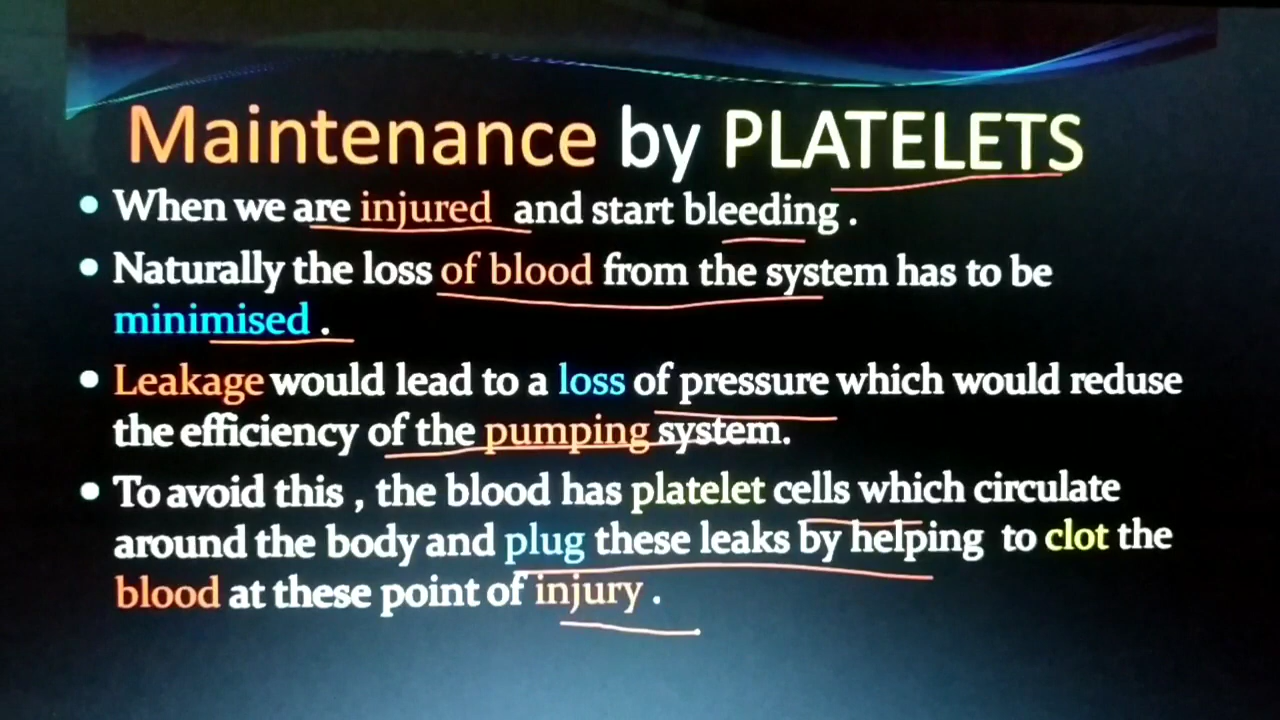 Maintenance by PLATELETS
• When we are injured and start bleeding .
• Naturally the loss of blood from the system has to be
minimised .
• Leakage would lead to a loss of pressure which would reduse
the efficiency of the pumping system.
• To avoid this , the blood has platelet cells which circulate
around the body and plug these leaks by helping to clot the
blood at these point of injury .